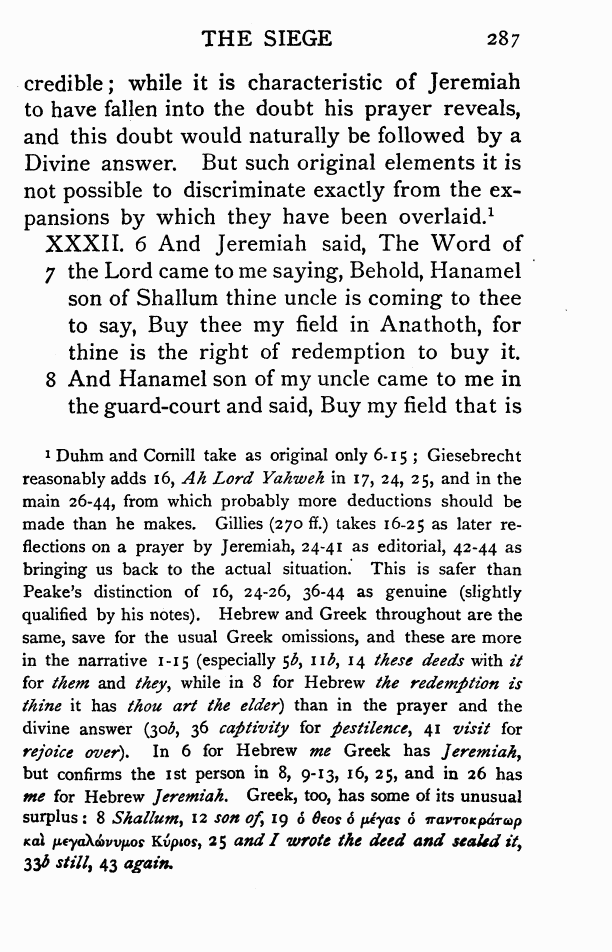 THE SIEGE 287
credible; while it is characteristic of Jeremiah
to have fallen into the doubt his prayer reveals,
and this doubt would naturally be followed by a
Divine answer. But such original elements it is
not possible to discriminate exactly from the ex-
pansions by which they have been overlaid.¹
XXXII. 6 And Jeremiah said, The Word of
7 the Lord came to me saying, Behold, Hanamel
son of Shallum thine uncle is coming to thee
to say, Buy thee my field in Anathoth, for
thine is the right of redemption to buy it.
8 And Hanamel son of my uncle came to me in
the guard-court and said, Buy my field that is
¹ Duhm and Cornill take as original only 6-15; Giesebrecht
reasonably adds 16, Ah Lord Yahweh in 17, 24, 25, and in the
main 26-44, from which probably more deductions should be
made than he makes. Gillies (270 ff.) takes 16-25 as later re-
flections on a prayer by Jeremiah, 24-41 as editorial, 42-44 as
bringing us back to the actual situation. This is safer than
Peake's distinction of 16, 24-26, 36-44 as genuine (slightly
qualified by his notes). Hebrew and Greek throughout are the
same, save for the usual Greek omissions, and these are more
in the narrative 1-15 (especially 5b, 11b, 14 these deeds with it
for them and they, while in 8 for Hebrew the redemption is
thine it has thou art the elder) than in the prayer and the
divine answer (30b, 36 captivity for pestilence, 41 visit for
rejoice over). In 6 for Hebrew me Greek has Jeremiah,
but confirms the 1st person in 8, 9-13, 16, 25, and in 26 has
me for Hebrew Jeremiah. Greek, too, has some of its unusual
surplus: 8 Shallum, 12 son of, 19 ὁ θεος ὁ μέγας ὁ παντοκράτωρ
καὶ μεγαλώνυμος Κύριος, 25 and I wrote the deed and sealed it,
33b still, 43 again.